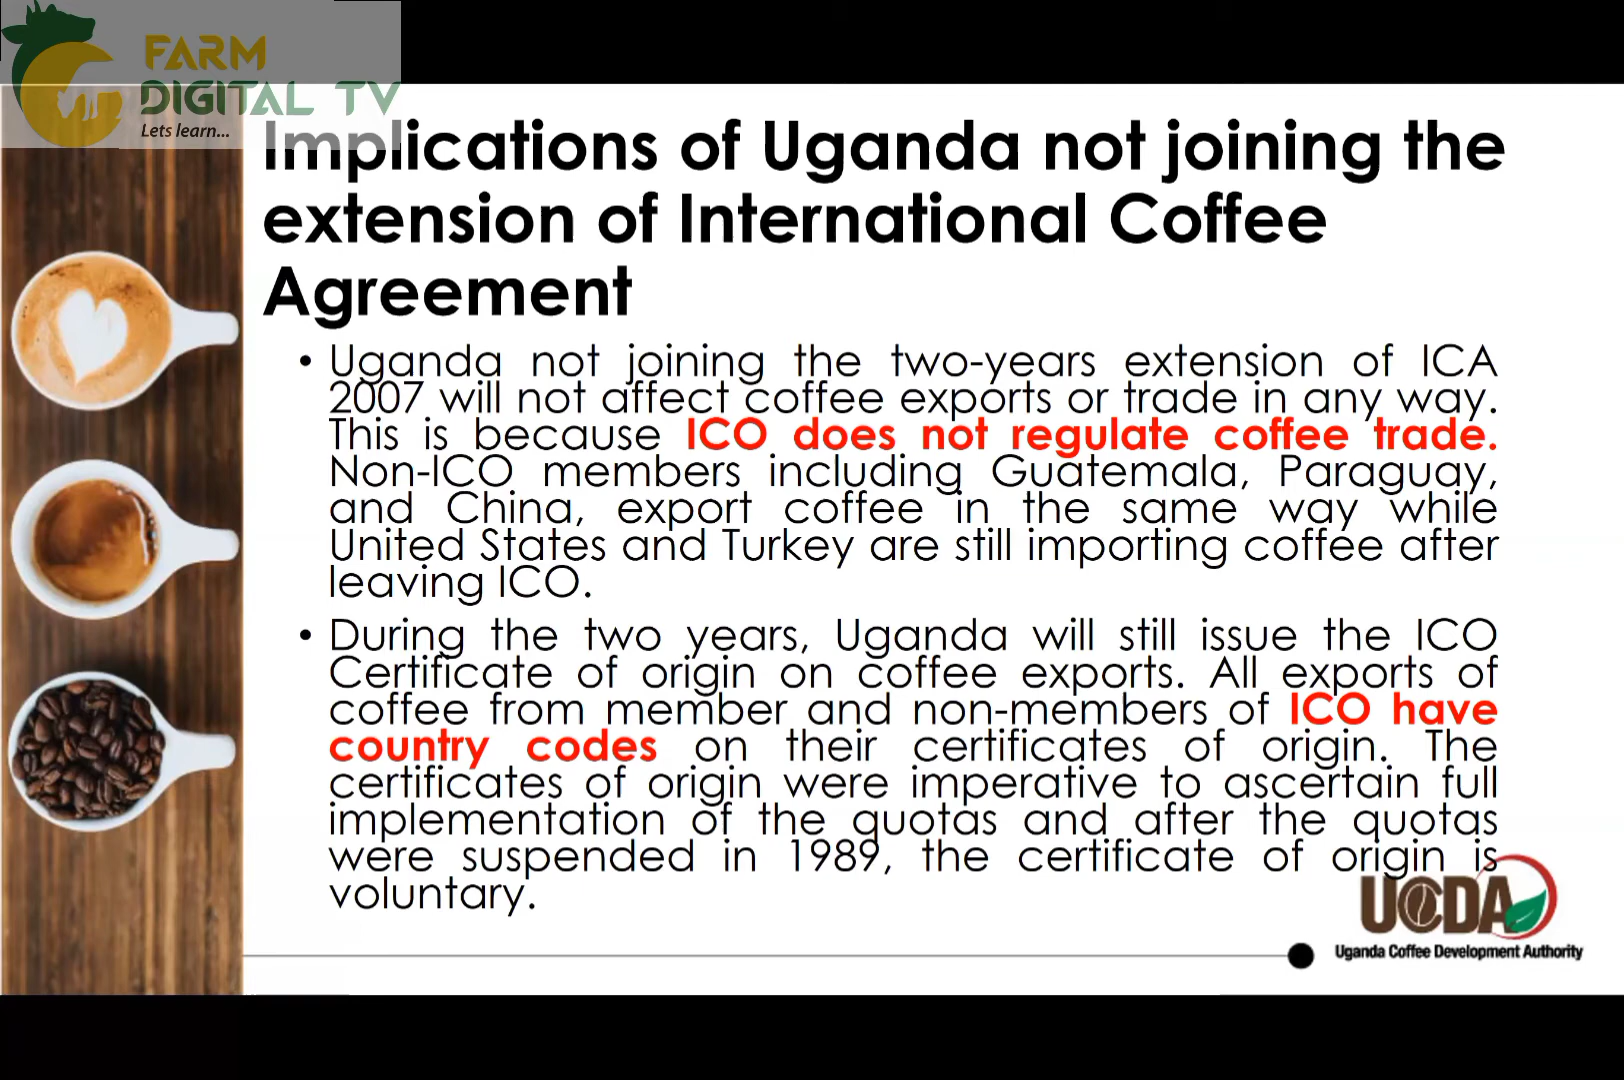 FARM
DIGITAL TV
Lets learn...
Implications of Uganda not joining the
extension of International Coffee
Agreement
• Uganda not joining the two-years extension of ICA
2007 will not affect coffee exports or trade in any way.
This is because ICO does not regulate coffee trade.
Non-ICO members including Guatemala, Paraguay,
and China, export coffee in the same way while
United States and Turkey are still importing coffee after
leaving ICO.
• During the two years, Uganda will still issue the ICO
Certificate of origin on coffee exports. All exports of
coffee from member and non-members of ICO have
country codes on their certificates of origin. The
certificates of origin were imperative to ascertain full
implementation of the quotas and after the quotas
were suspended in 1989, the certificate of origin is
voluntary.
UCDA
Uganda Coffee Development Authority